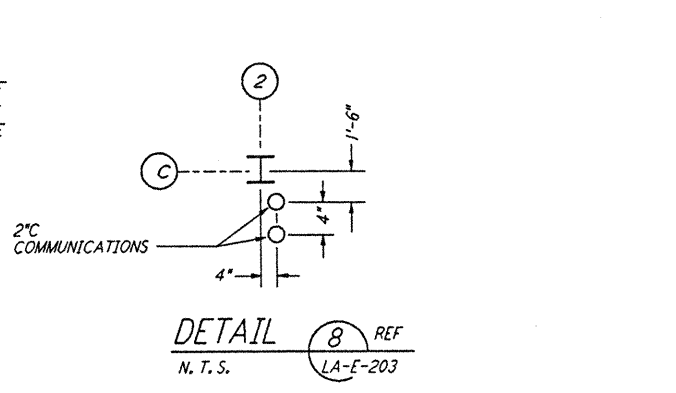 2
1'-6"
C
4"
2"C
COMMUNICATIONS
4"
DETAIL 8 REF
N. T. S. LA-E-203